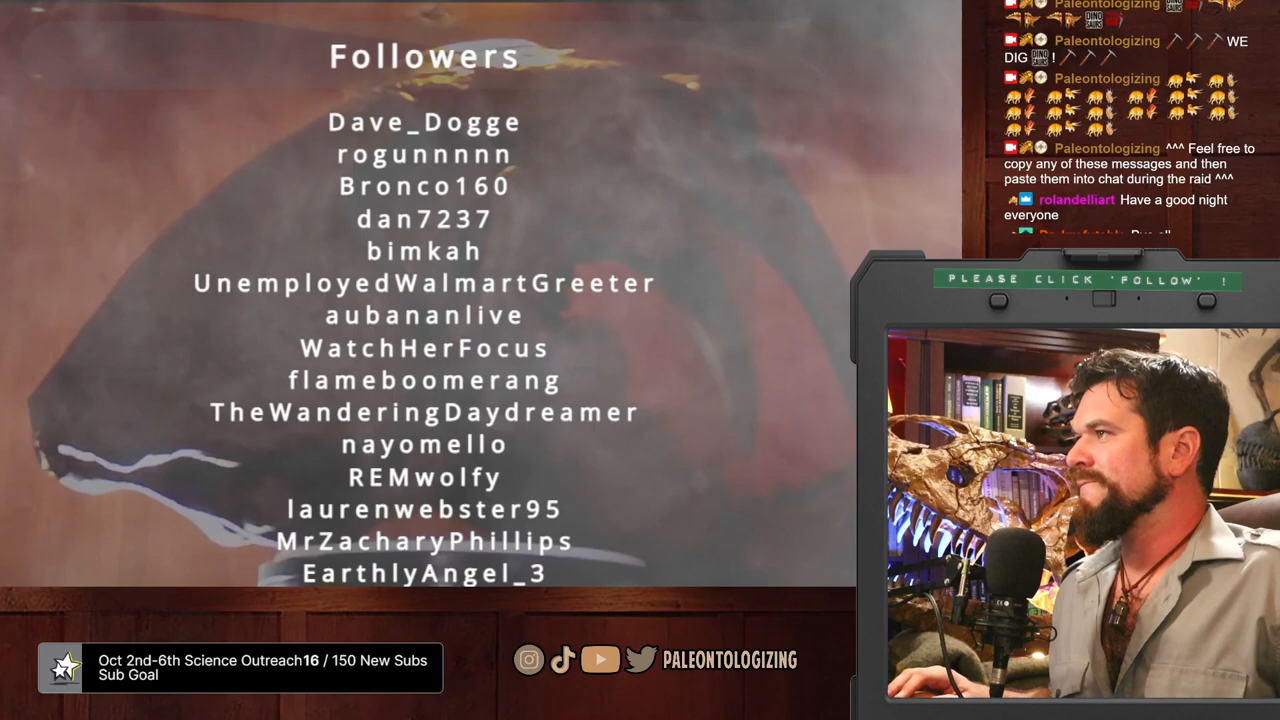 Followers
Dave_Dogge
rogunnnnn
Bronco160
dan7237
bimkah
UnemployedWalmartGreeter
aubananlive
WatchHerFocus
flameboomerang
TheWanderingDaydreamer
nayomello
REMwolfy
laurenwebster95
MrZacharyPhillips
EarthlyAngel_3
Paleontologizing
Paleontologizing WE
DIG !
Paleontologizing
Paleontologizing ^^^ Feel free to
copy any of these messages and then
paste them into chat during the raid ^^^
rolandelliart Have a good night
everyone
PLEASE CLICK 'FOLLOW' !
Oct 2nd-6th Science Outreach16 / 150 New Subs
Sub Goal
PALEONTOLOGIZING